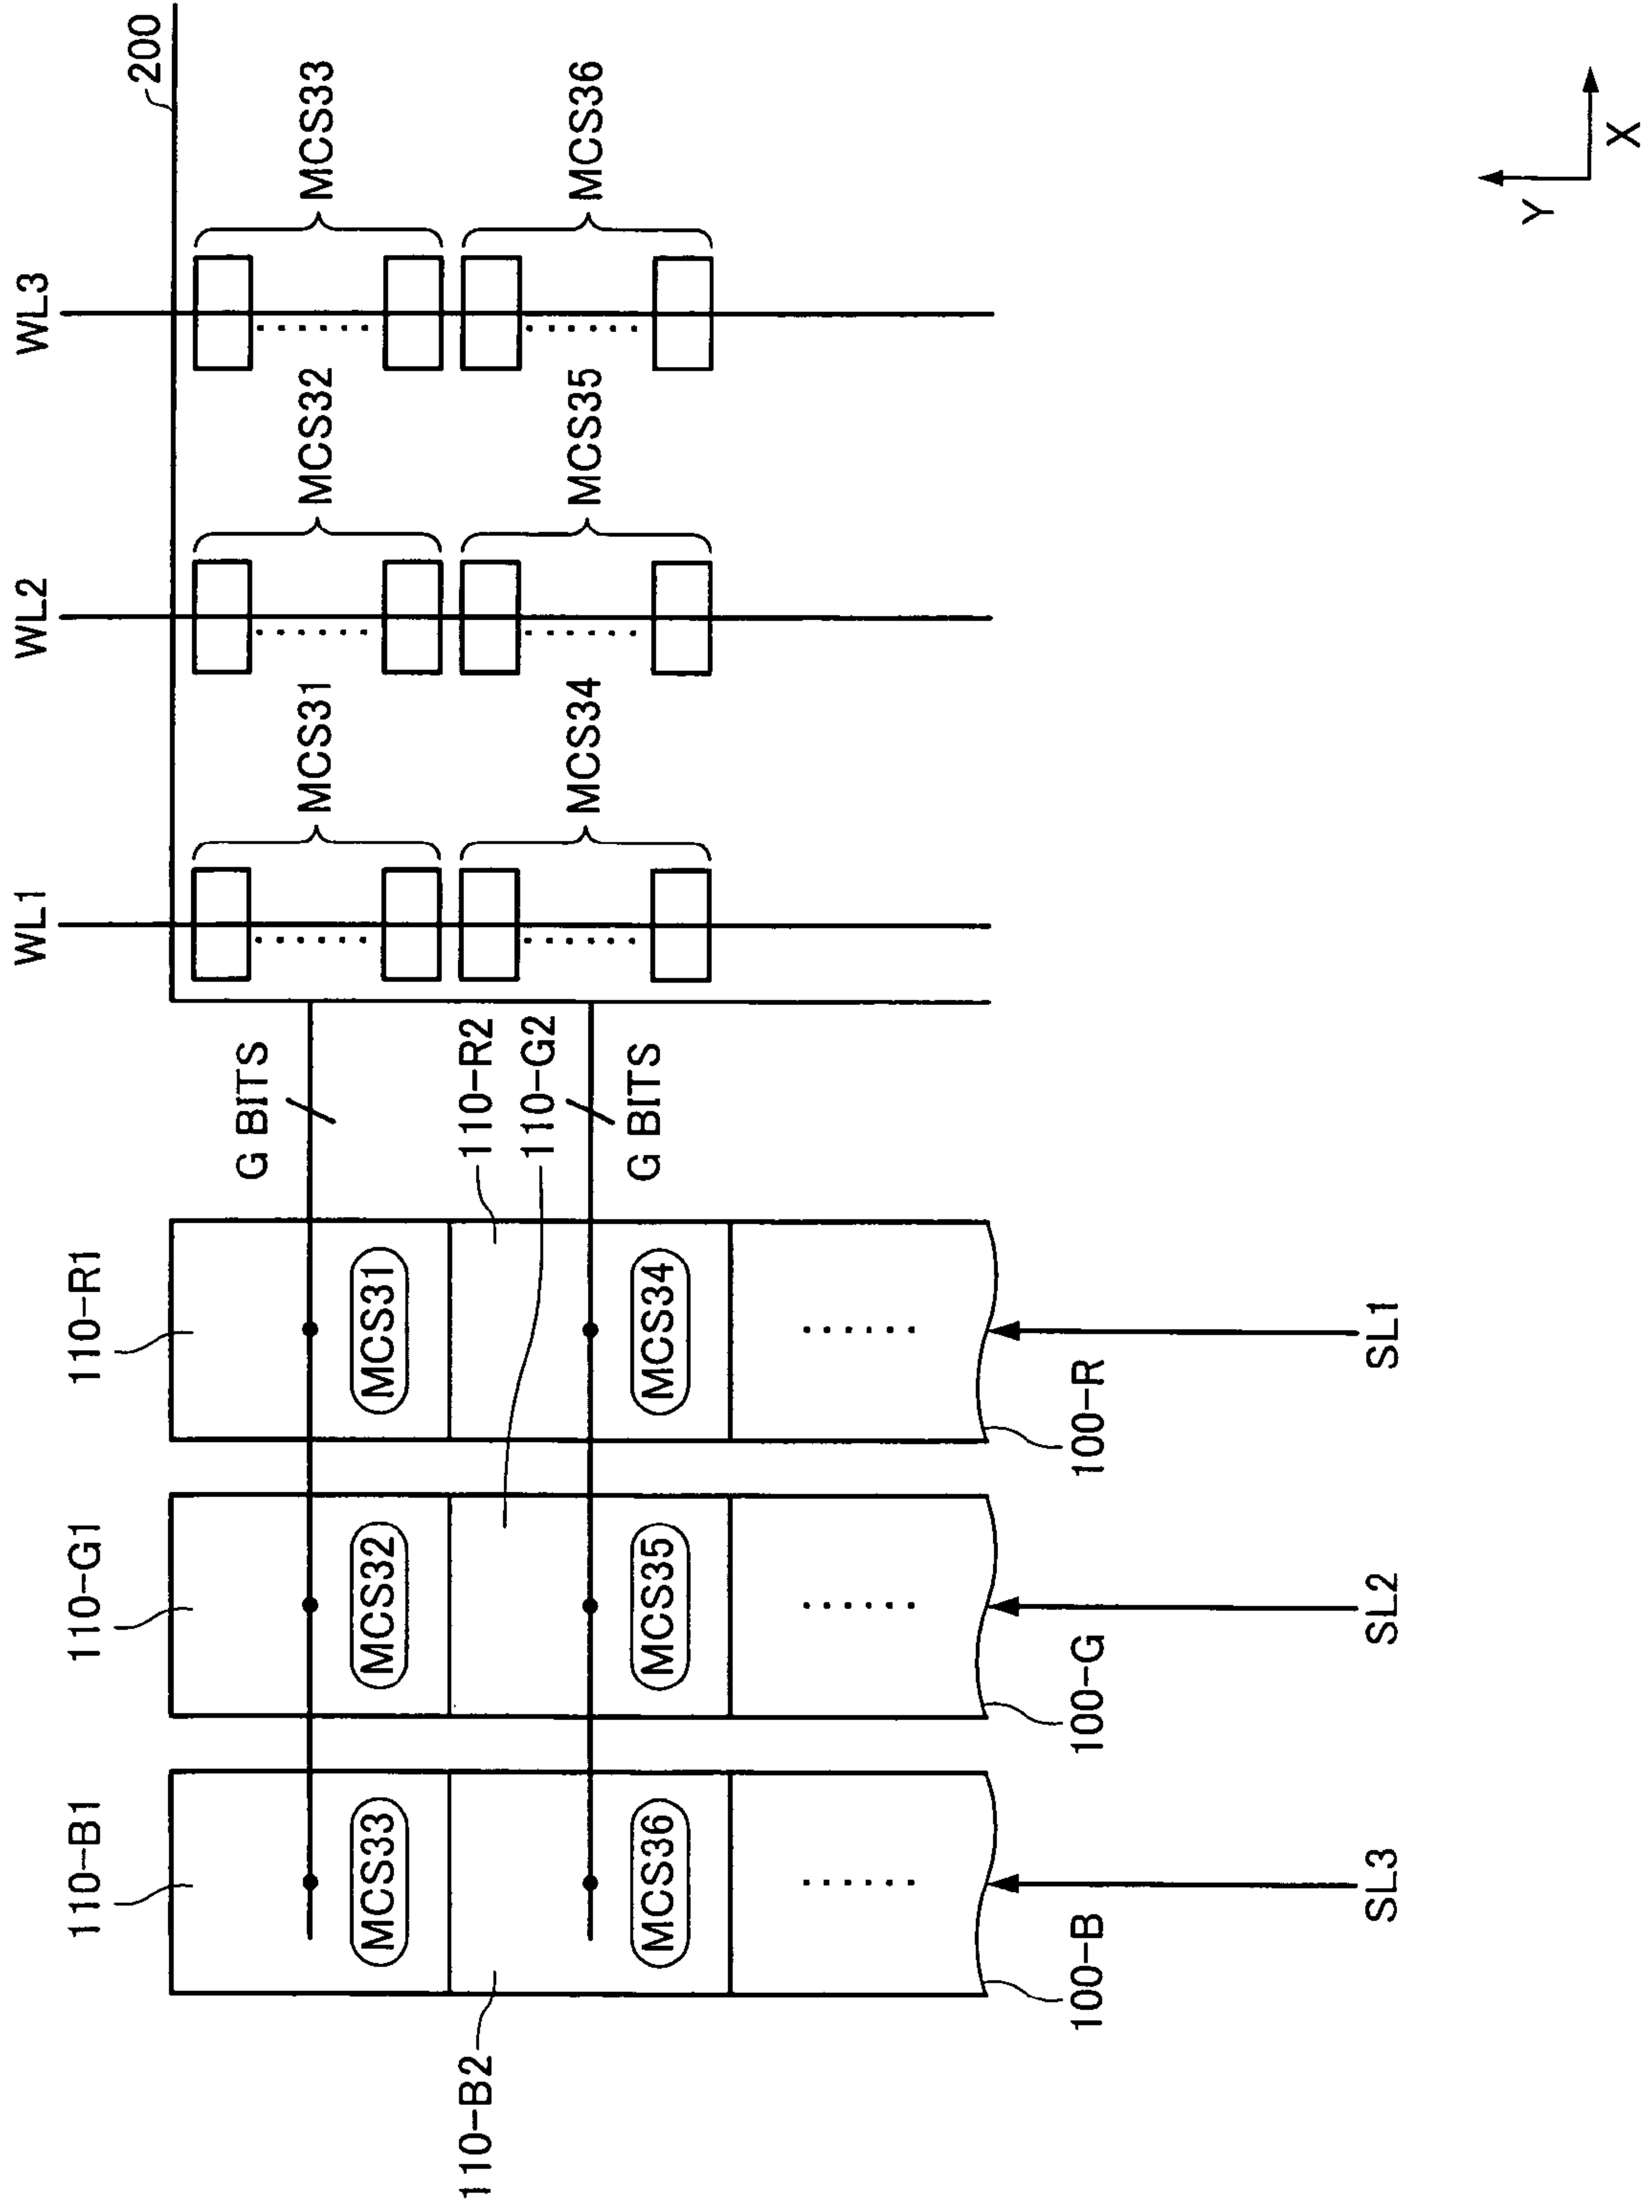 WL1
WL2
WL3
200
MCS31
MCS32
MCS33
MCS34
MCS35
MCS36
G BITS
G BITS
110-B1
110-G1
110-R1
110-R2
110-G2
110-B2
MCS33
MCS32
MCS31
MCS36
MCS35
MCS34
100-B
100-G
100-R
SL3
SL2
SL1
Y
X